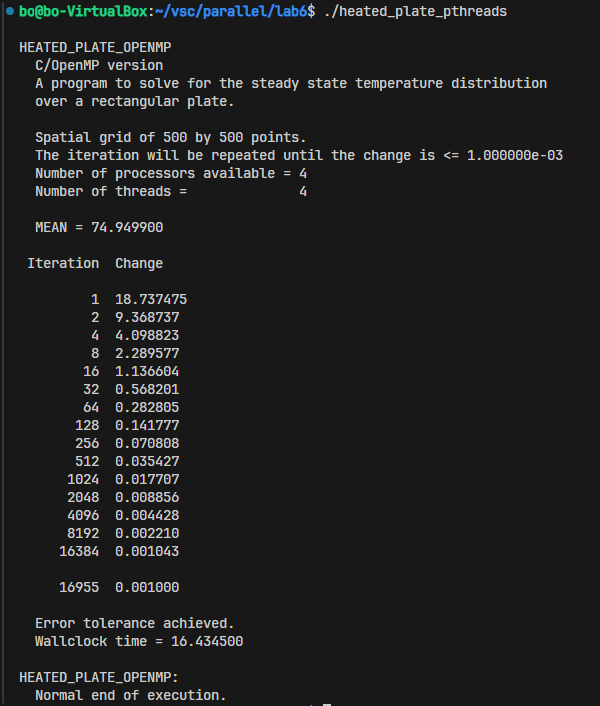 bo@bo-VirtualBox:~/vsc/parallel/lab6$ ./heated_plate_pthreads
HEATED_PLATE_OPENMP
C/OpenMP version
A program to solve for the steady state temperature distribution
over a rectangular plate.
Spatial grid of 500 by 500 points.
The iteration will be repeated until the change is <= 1.000000e-03
Number of processors available = 4
Number of threads =              4
MEAN = 74.949900
Iteration  Change
1  18.737475
2  9.368737
4  4.098823
8  2.289577
16  1.136604
32  0.568201
64  0.282805
128  0.141777
256  0.070808
512  0.035427
1024  0.017707
2048  0.008856
4096  0.004428
8192  0.002210
16384  0.001043
16955  0.001000
Error tolerance achieved.
Wallclock time = 16.434500
HEATED_PLATE_OPENMP:
Normal end of execution.